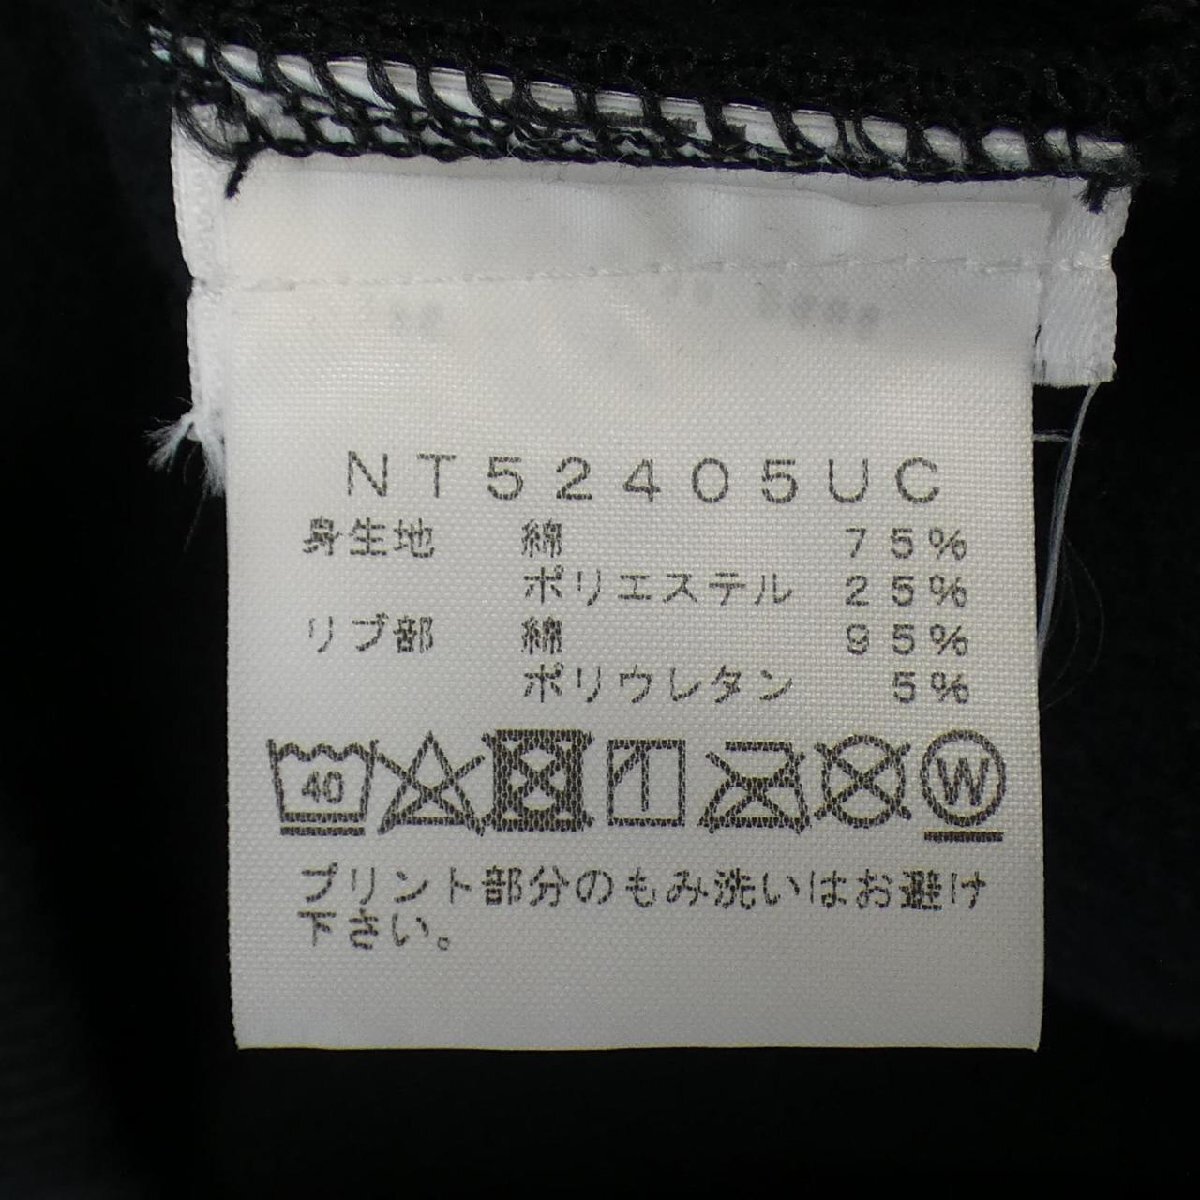 NT52405UC
身生地 綿 75%
ポリエステル 25%
リブ部 綿 95%
ポリウレタン 5%
40 W
プリント部分のもみ洗いはお避け
下さい。